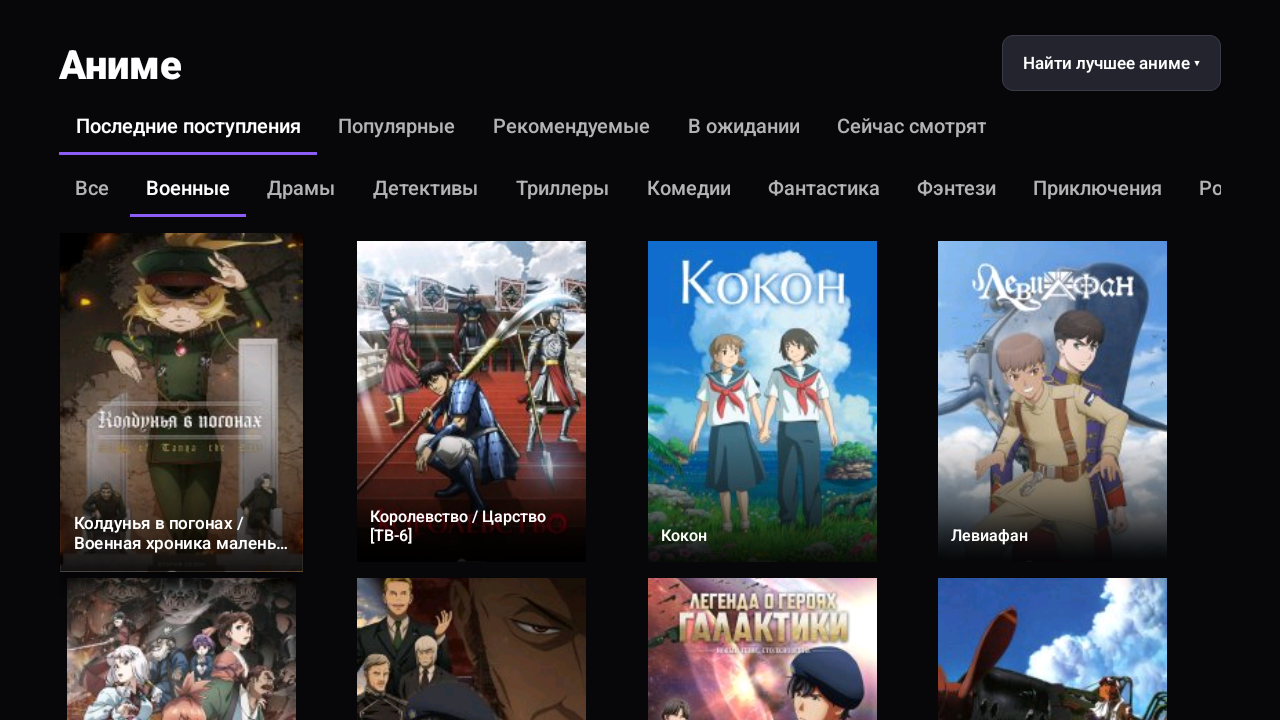 Аниме
Найти лучшее аниме ▾
Последние поступления
Популярные
Рекомендуемые
В ожидании
Сейчас смотрят
Все
Военные
Драмы
Детективы
Триллеры
Комедии
Фантастика
Фэнтези
Приключения
Ро
Колдунья в погонах
Колдунья в погонах /
Военная хроника малень...
Королевство / Царство
[ТВ-6]
Кокон
Кокон
Левиафан
Левиафан
ЛЕГЕНДА О ГЕРОЯХ
ГАЛАКТИКИ